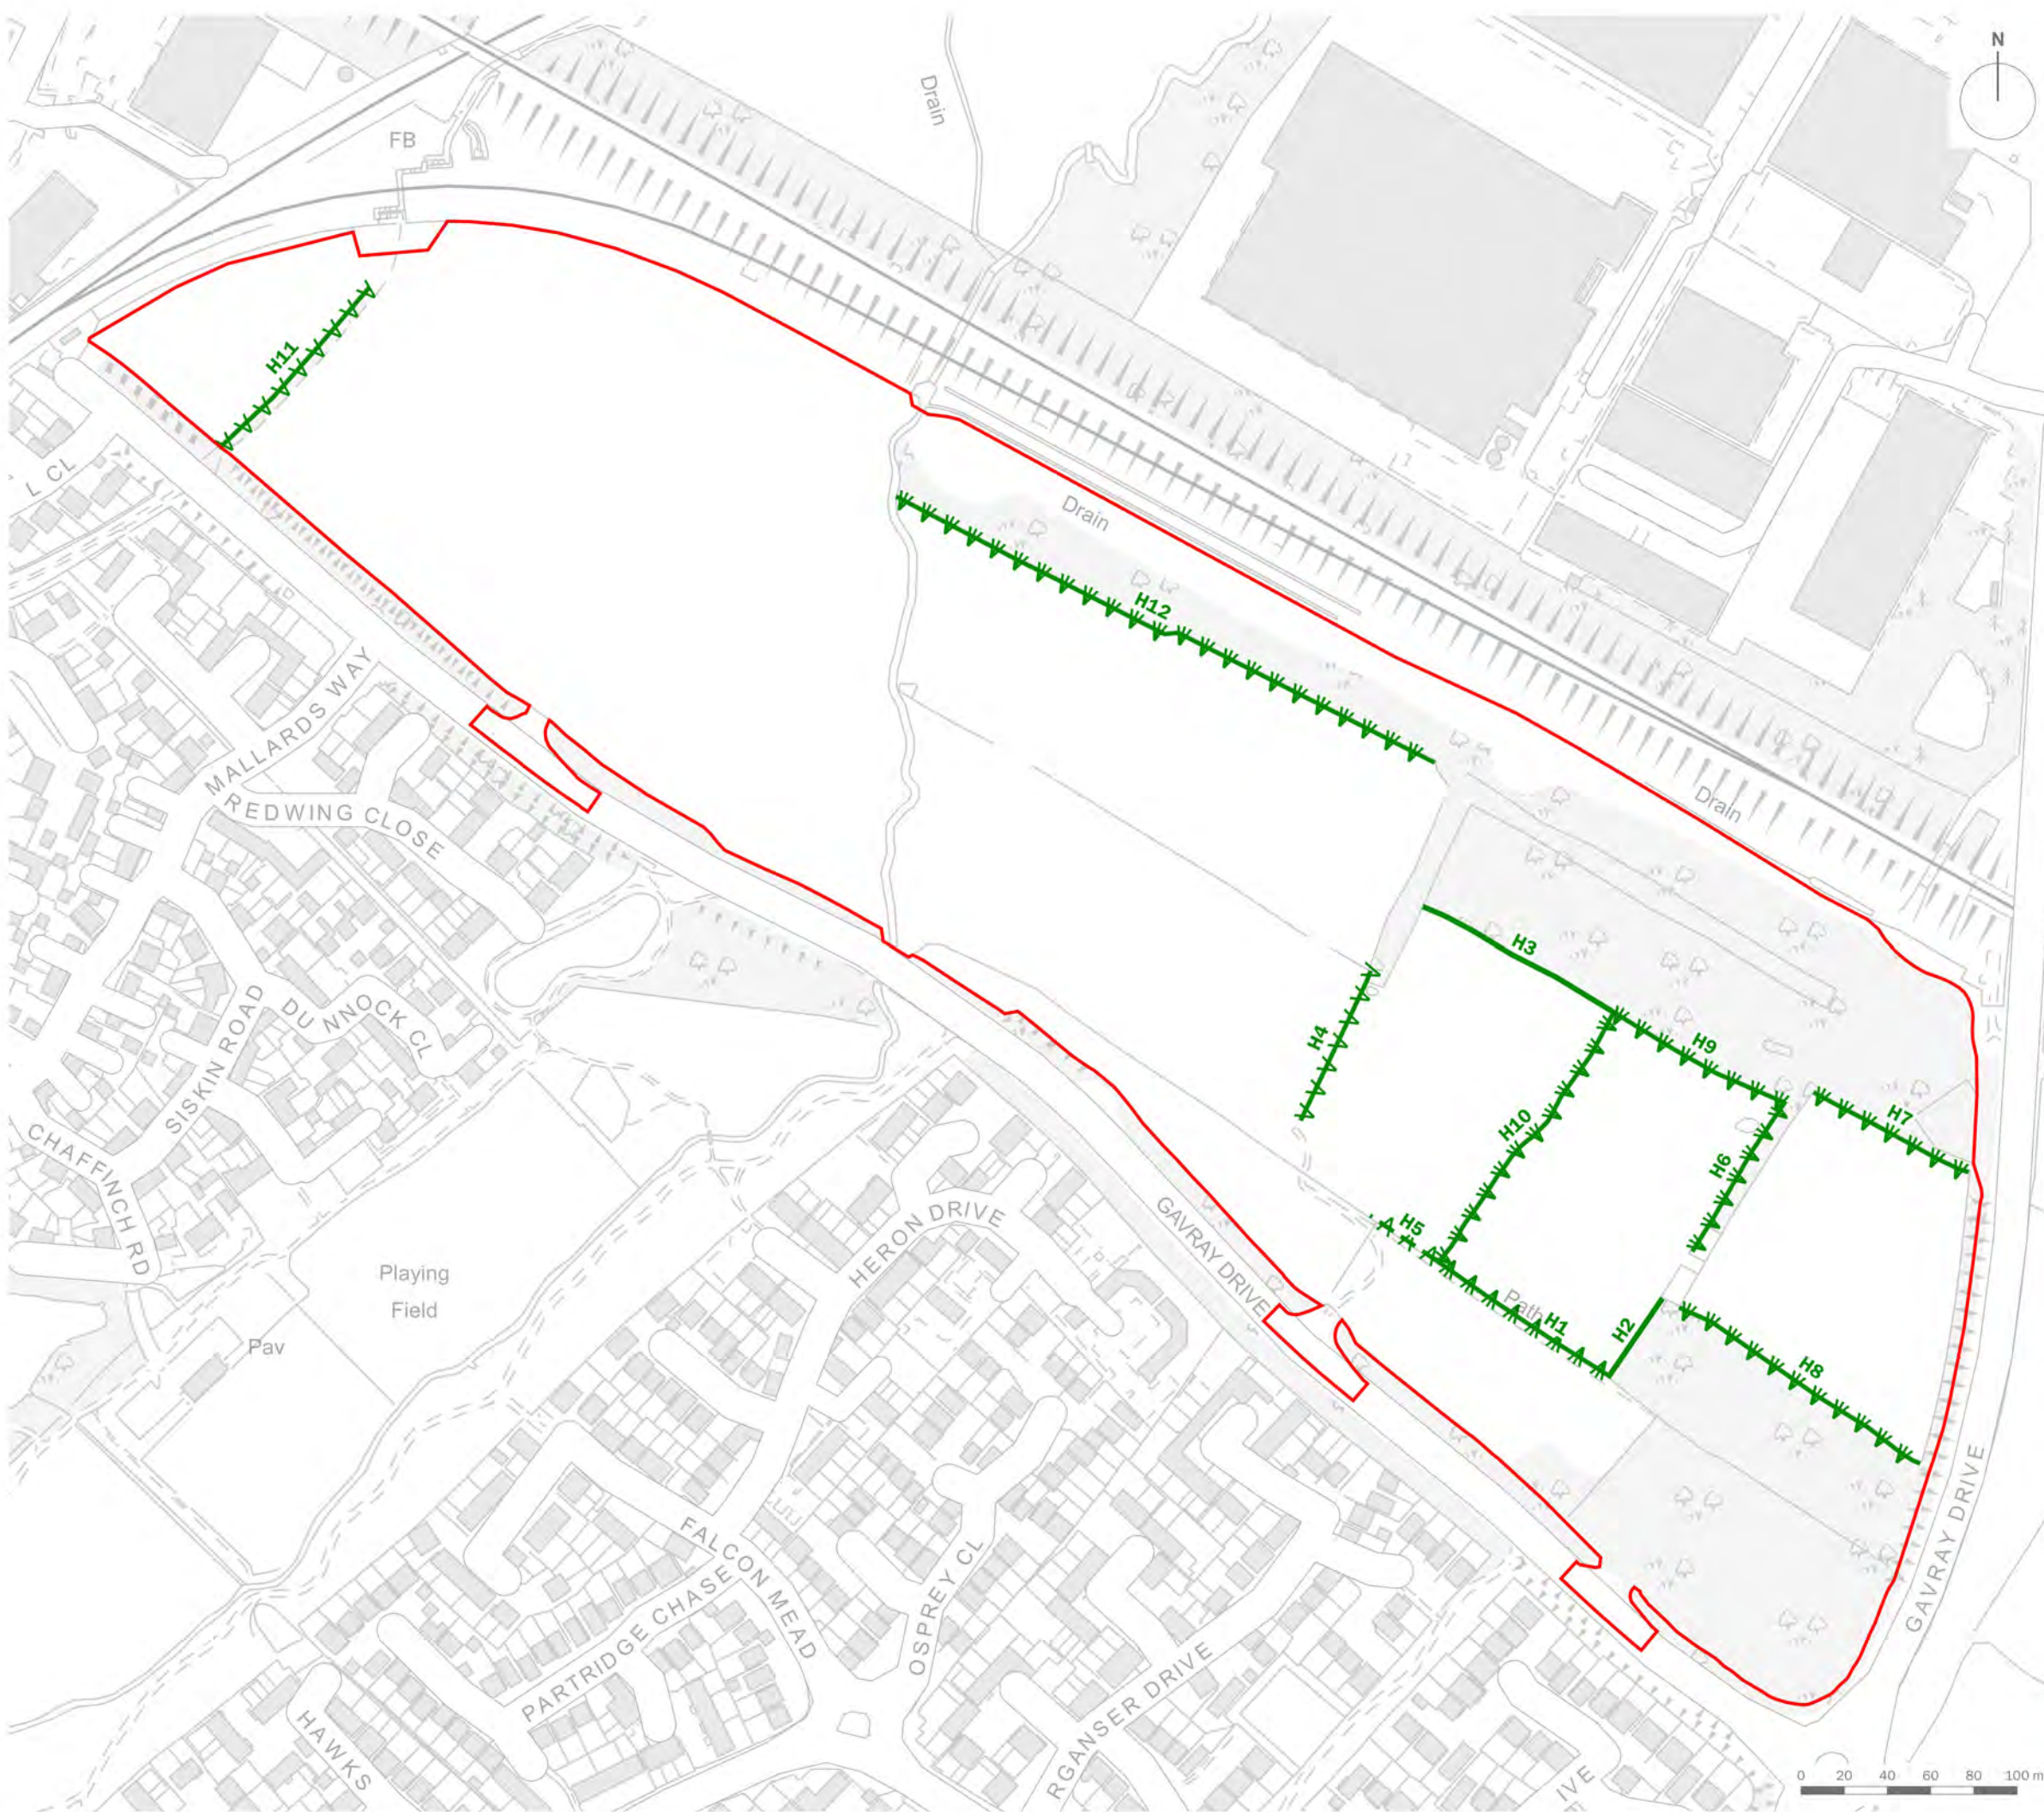 N
Drain
FB
H11
L CL
Drain
H12
MALLARDS WAY
REDWING CLOSE
Drain
H3
SISKIN ROAD
DUNNOCK CL
H4
H9
H10
H7
CHAFFINCH RD
H6
HERON DRIVE
GAVRAY DRIVE
H5
Playing
Field
Path
H1
H2
Pav
H8
FALCON MEAD
PARTRIDGE CHASE
OSPREY CL
GAVRAY DRIVE
HAWKS
RGANSER DRIVE
IVE
0 20 40 60 80 100 m